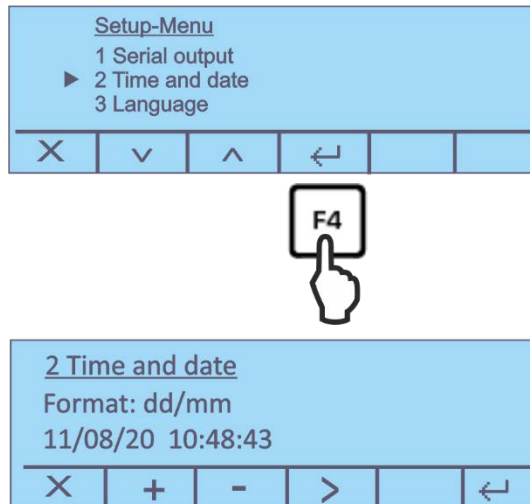 Setup-Menu
1 Serial output
▶ 2 Time and date
3 Language
X ∨ ∧ ↵
F4
2 Time and date
Format: dd/mm
11/08/20 10:48:43
X + - > ↵